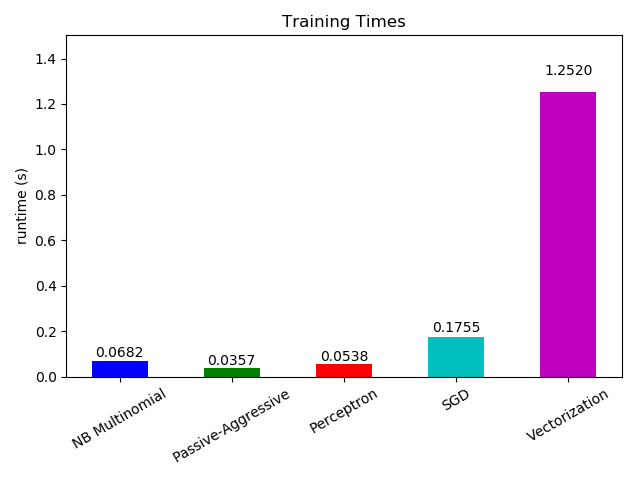 Training Times
runtime (s)
1.4
1.2
1.0
0.8
0.6
0.4
0.2
0.0
0.0682
0.0357
0.0538
0.1755
1.2520
NB Multinomial
Passive-Aggressive
Perceptron
SGD
Vectorization